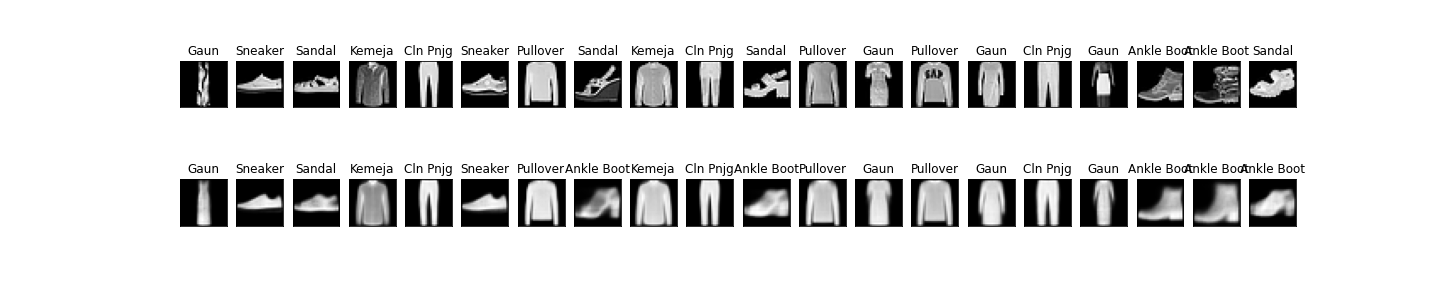 Gaun Sneaker Sandal Kemeja Cln Pnjg Sneaker Pullover Sandal Kemeja Cln Pnjg Sandal Pullover Gaun Pullover Gaun Cln Pnjg Gaun Ankle Boot Ankle Boot Sandal
GAP
Gaun Sneaker Sandal Kemeja Cln Pnjg Sneaker Pullover Ankle Boot Kemeja Cln Pnjg Ankle Boot Pullover Gaun Pullover Gaun Cln Pnjg Gaun Ankle Boot Ankle Boot Ankle Boot